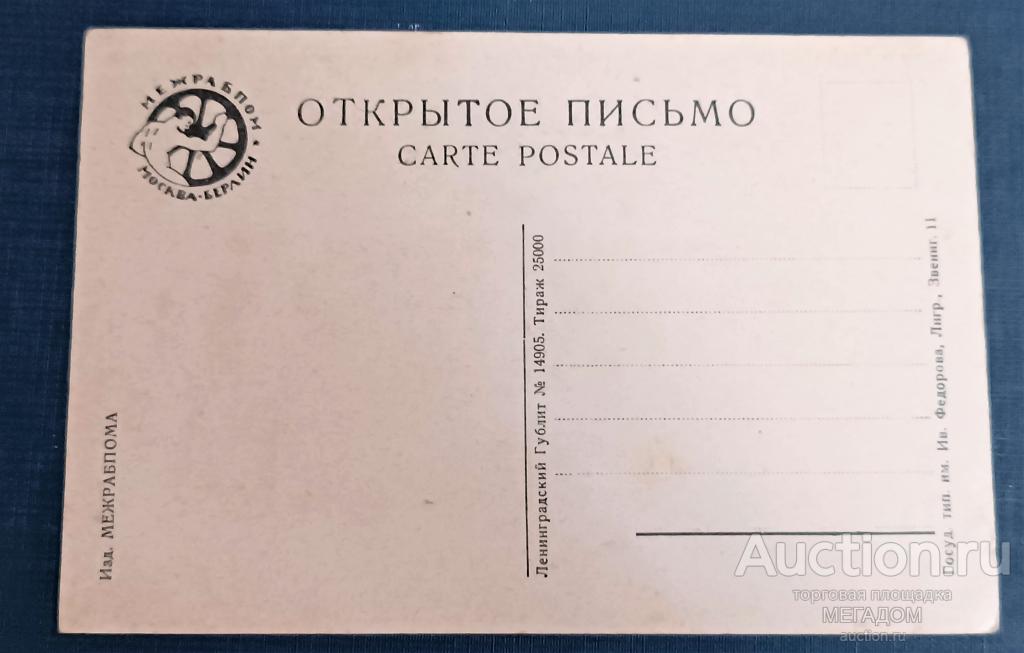 МЕЖРАБПОМ
МОСКВА-БЕРЛИН
ОТКРЫТОЕ ПИСЬМО
CARTE POSTALE
Изд. МЕЖРАБПОМА
Ленинградский Гублит № 14905. Тираж 25000
Госуд. тип. им. Ив. Федорова, Лнгр., Звениг. 11
Auction.ru
торговая площадка
МЕГАДОМ
auction.ru